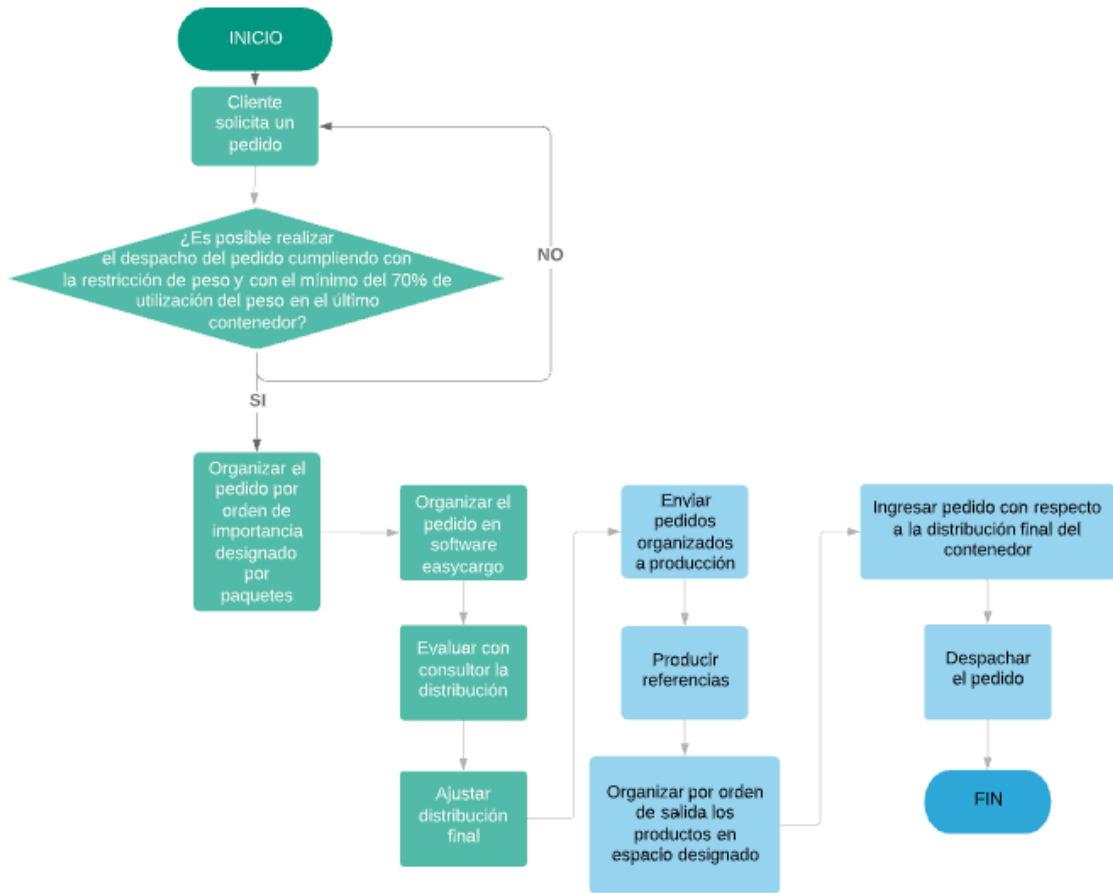 INICIO
Cliente
solicita un
pedido
¿Es posible realizar
el despacho del pedido cumpliendo con
la restricción de peso y con el mínimo del 70% de
utilización del peso en el último
contenedor?
NO
SI
Organizar el
pedido por
orden de
importancia
designado
por
paquetes
Organizar el
pedido en
software
easycargo
Evaluar con
consultor la
distribución
Ajustar
distribución
final
Enviar
pedidos
organizados
a producción
Producir
referencias
Organizar por orden
de salida los
productos en
espacio designado
Ingresar pedido con respecto
a la distribución final del
contenedor
Despachar
el pedido
FIN